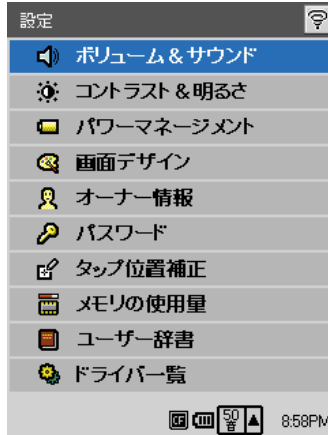 設定
ボリューム&サウンド
コントラスト&明るさ
パワーマネージメント
画面デザイン
オーナー情報
パスワード
タップ位置補正
メモリの使用量
ユーザー辞書
ドライバ一覧
50音 8:58PM